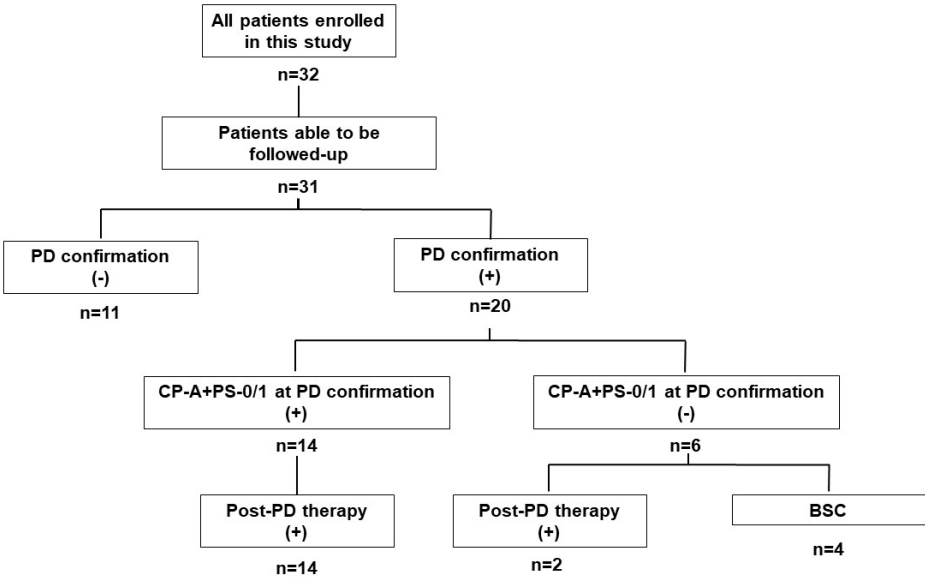 All patients enrolled
in this study
n=32
Patients able to be
followed-up
n=31
PD confirmation
(-)
n=11
PD confirmation
(+)
n=20
CP-A+PS-0/1 at PD confirmation
(+)
n=14
CP-A+PS-0/1 at PD confirmation
(-)
n=6
Post-PD therapy
(+)
n=14
Post-PD therapy
(+)
n=2
BSC
n=4